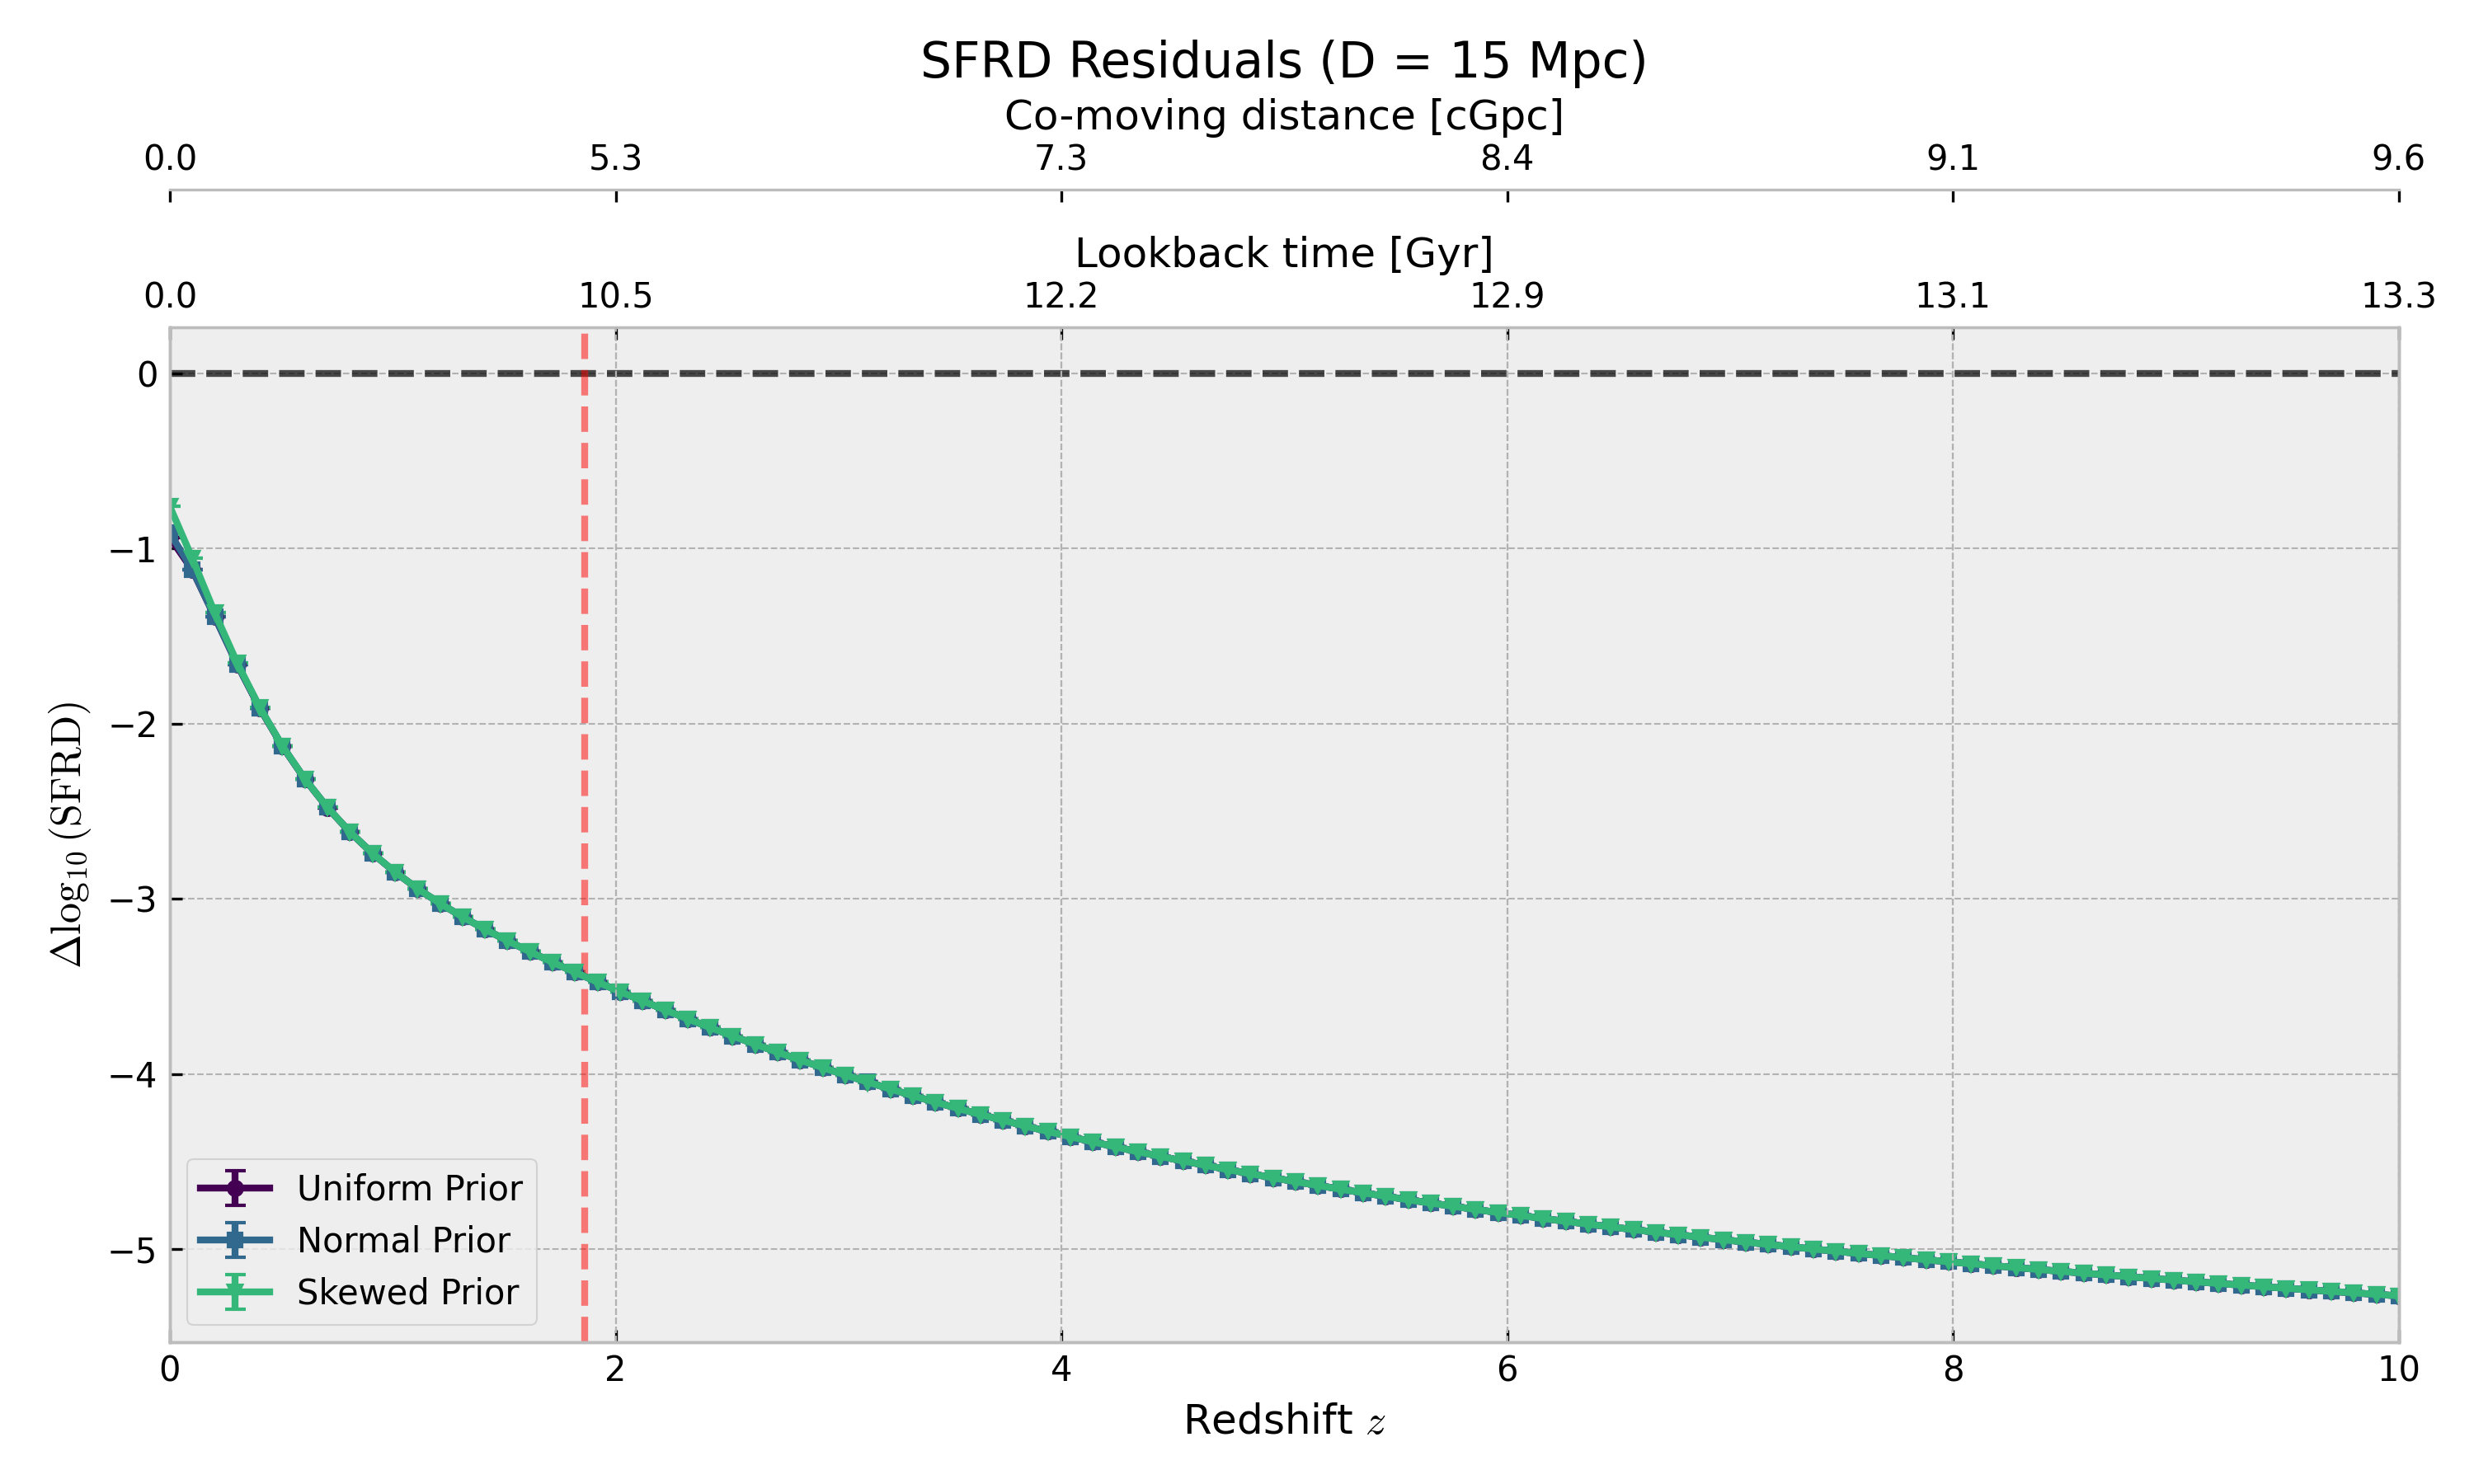 SFRD Residuals (D = 15 Mpc)
Co-moving distance [cGpc]
0.0 5.3 7.3 8.4 9.1 9.6
Lookback time [Gyr]
0.0 10.5 12.2 12.9 13.1 13.3
0
−1
−2
−3
−4
−5
Δlog₁₀(SFRD)
Uniform Prior
Normal Prior
Skewed Prior
0 2 4 6 8 10
Redshift z